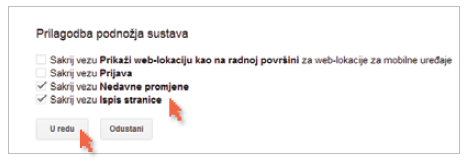 Prilagodba podnožja sustava
Sakrij vezu Prikaži web-lokaciju kao na radnoj površini za web-lokacije za mobilne uređaje
Sakrij vezu Prijava
Sakrij vezu Nedavne promjene
Sakrij vezu Ispis stranice
U redu Odustani